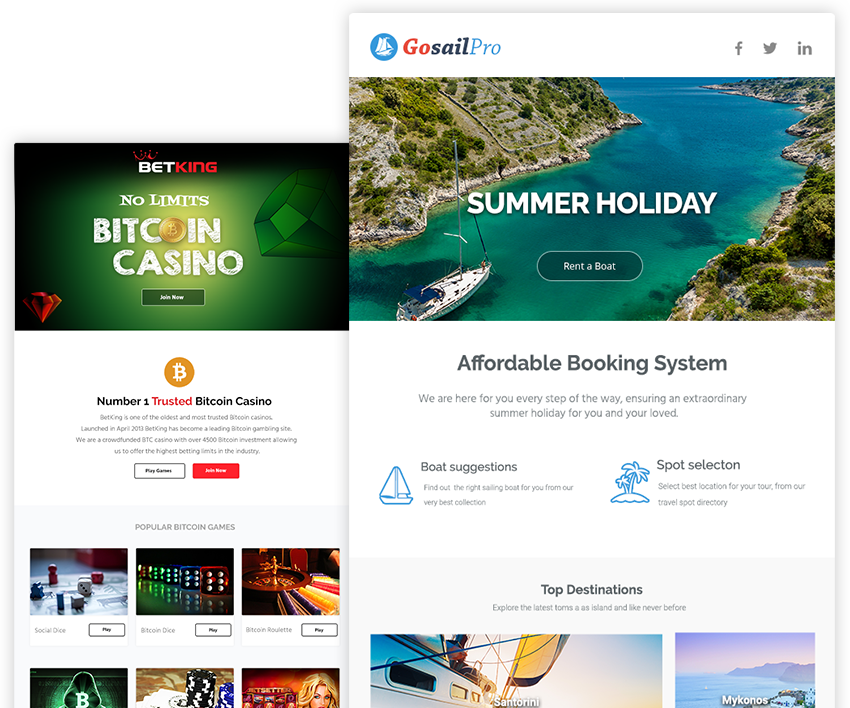 BETKING
NO LIMITS
BITCOIN
CASINO
Join Now
Number 1 Trusted Bitcoin Casino
BetKing is one of the oldest and most trusted Bitcoin casinos.
Launched in April 2013 BetKing has become a leading Bitcoin gambling site.
We are a crowdfunded BTC casino with over 4500 Bitcoin investment allowing
us to offer the highest betting limits in the industry.
Play Games
Join Now
POPULAR BITCOIN GAMES
Social Dice
Play
Bitcoin Dice
Play
Bitcoin Roulette
Play
GosailPro
SUMMER HOLIDAY
Rent a Boat
Affordable Booking System
We are here for you every step of the way, ensuring an extraordinary
summer holiday for you and your loved.
Boat suggestions
Find out the right sailing boat for you from our
very best collection
Spot selecton
Select best location for your tour, from our
travel spot directory
Top Destinations
Explore the latest torns a as island and like never before
Santorini
Mykonos